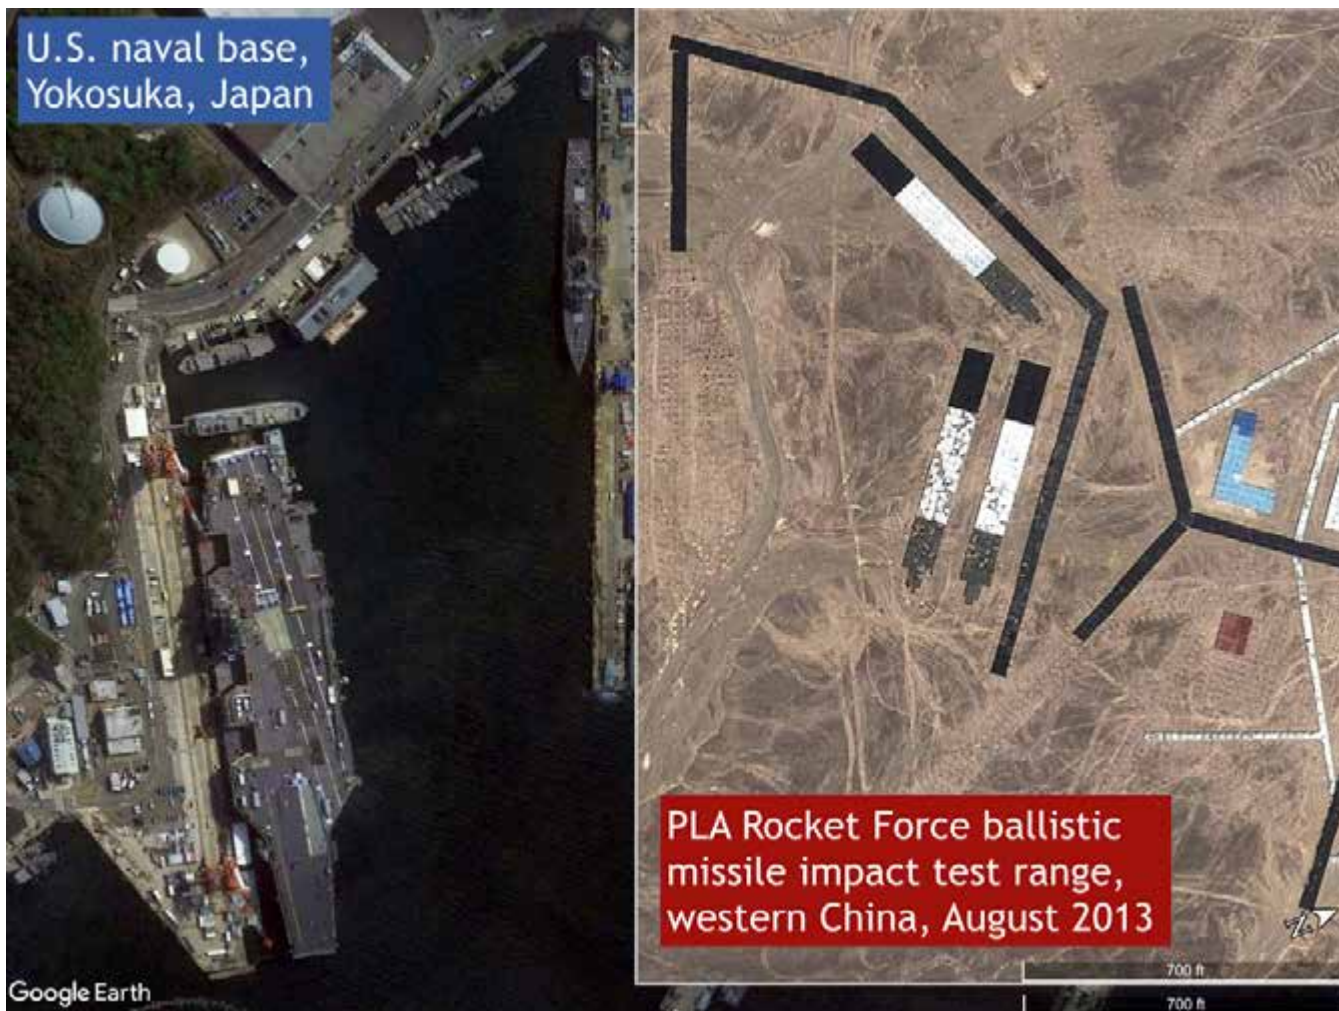 U.S. naval base,
Yokosuka, Japan
PLA Rocket Force ballistic
missile impact test range,
western China, August 2013
Google Earth
700 ft
700 ft